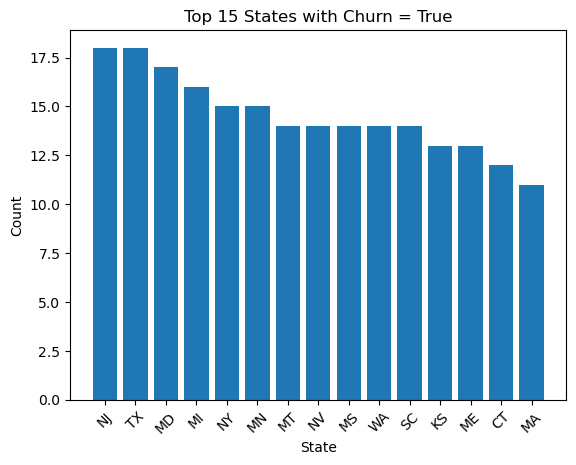 Top 15 States with Churn = True
Count
17.5
15.0
12.5
10.0
7.5
5.0
2.5
0.0
NJ TX MD MI NY MN MT NV MS WA SC KS ME CT MA
State